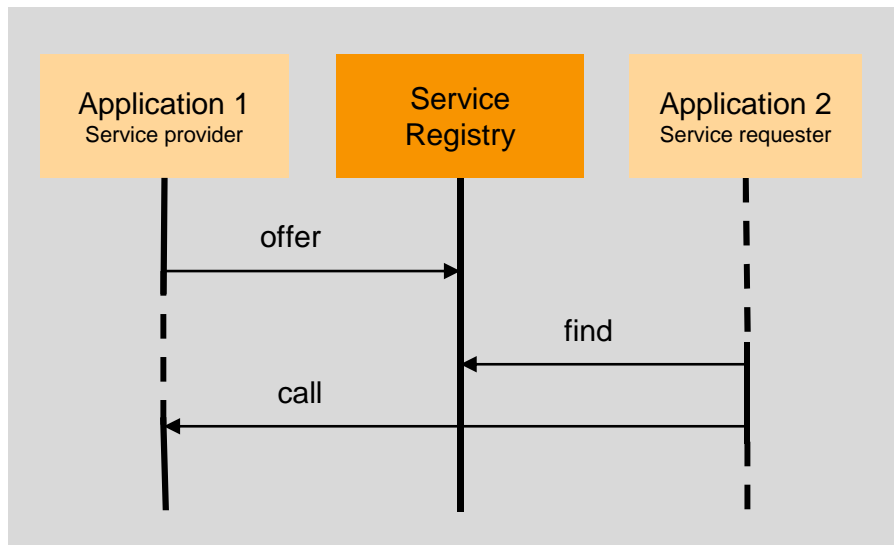 Application 1
Service provider
Service
Registry
Application 2
Service requester
offer
find
call